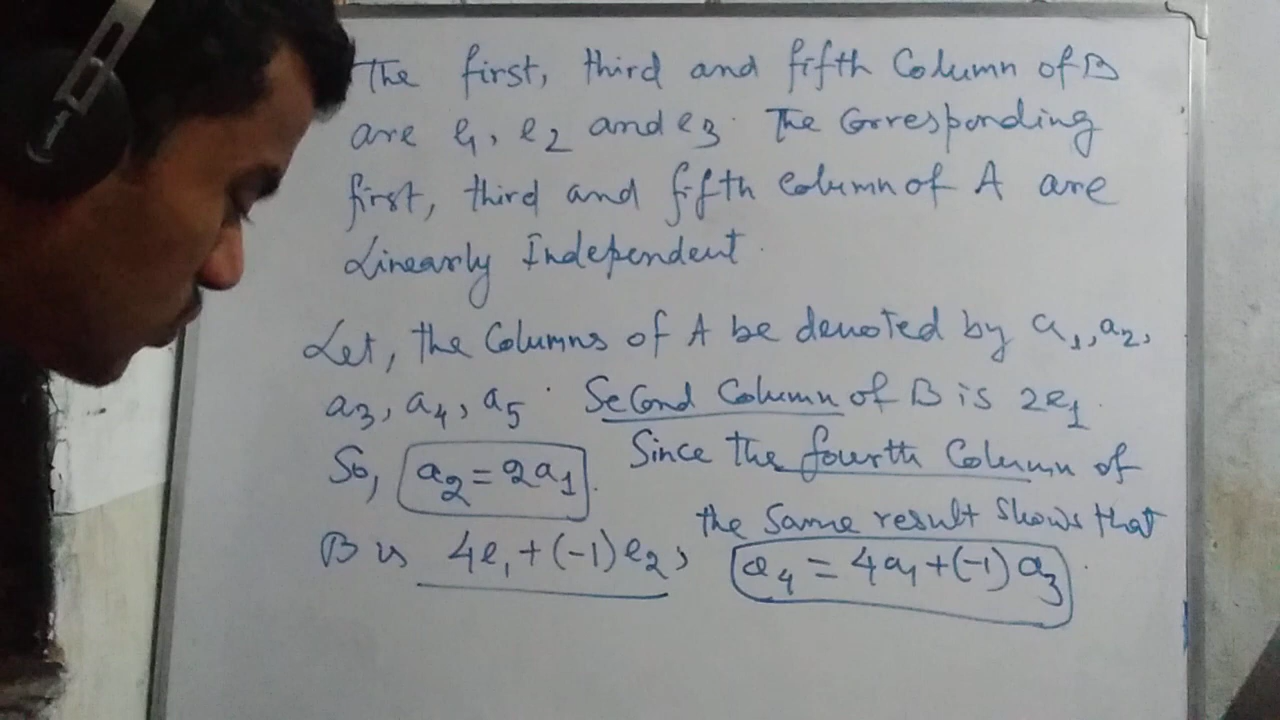 The first, third and fifth Column of B
are e1, e2 and e3. The Corresponding
first, third and fifth column of A are
Linearly Independent.
Let, the Columns of A be denoted by a1, a2,
a3, a4, a5. Second Column of B is 2e1.
So, a2 = 2a1. Since the fourth Column of
B is 4e1 + (-1)e2, the same result shows that
a4 = 4a1 + (-1)a3.